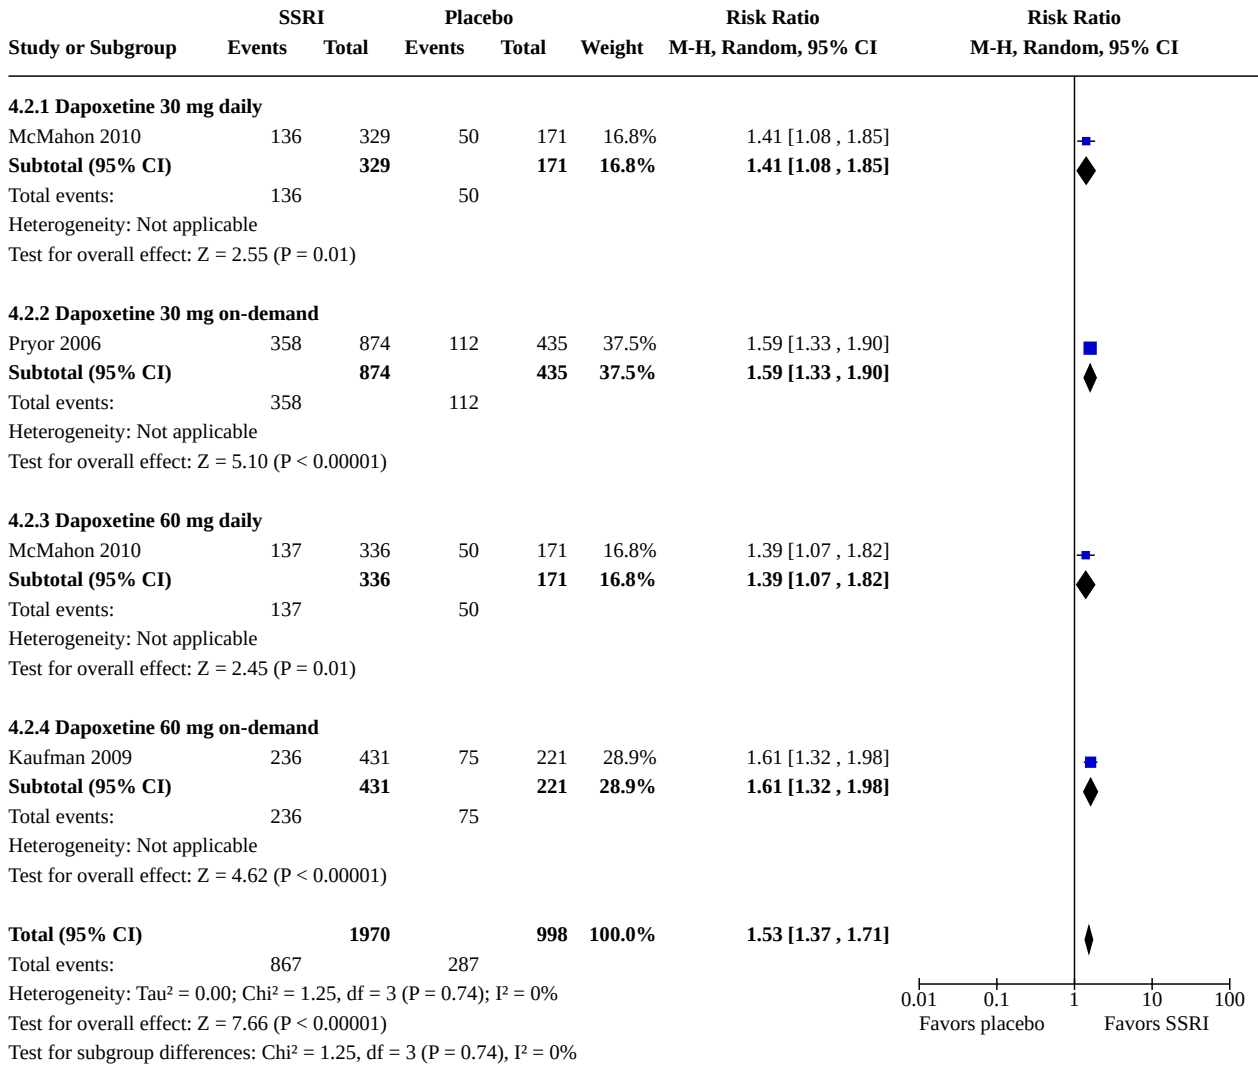 SSRI Placebo Risk Ratio Risk Ratio
Study or Subgroup Events Total Events Total Weight M-H, Random, 95% CI M-H, Random, 95% CI
4.2.1 Dapoxetine 30 mg daily
McMahon 2010 136 329 50 171 16.8% 1.41 [1.08 , 1.85]
Subtotal (95% CI) 329 171 16.8% 1.41 [1.08 , 1.85]
Total events: 136 50
Heterogeneity: Not applicable
Test for overall effect: Z = 2.55 (P = 0.01)
4.2.2 Dapoxetine 30 mg on-demand
Pryor 2006 358 874 112 435 37.5% 1.59 [1.33 , 1.90]
Subtotal (95% CI) 874 435 37.5% 1.59 [1.33 , 1.90]
Total events: 358 112
Heterogeneity: Not applicable
Test for overall effect: Z = 5.10 (P < 0.00001)
4.2.3 Dapoxetine 60 mg daily
McMahon 2010 137 336 50 171 16.8% 1.39 [1.07 , 1.82]
Subtotal (95% CI) 336 171 16.8% 1.39 [1.07 , 1.82]
Total events: 137 50
Heterogeneity: Not applicable
Test for overall effect: Z = 2.45 (P = 0.01)
4.2.4 Dapoxetine 60 mg on-demand
Kaufman 2009 236 431 75 221 28.9% 1.61 [1.32 , 1.98]
Subtotal (95% CI) 431 221 28.9% 1.61 [1.32 , 1.98]
Total events: 236 75
Heterogeneity: Not applicable
Test for overall effect: Z = 4.62 (P < 0.00001)
Total (95% CI) 1970 998 100.0% 1.53 [1.37 , 1.71]
Total events: 867 287
Heterogeneity: Tau² = 0.00; Chi² = 1.25, df = 3 (P = 0.74); I² = 0%
0.01 0.1 1 10 100
Test for overall effect: Z = 7.66 (P < 0.00001)
Favors placebo Favors SSRI
Test for subgroup differences: Chi² = 1.25, df = 3 (P = 0.74), I² = 0%